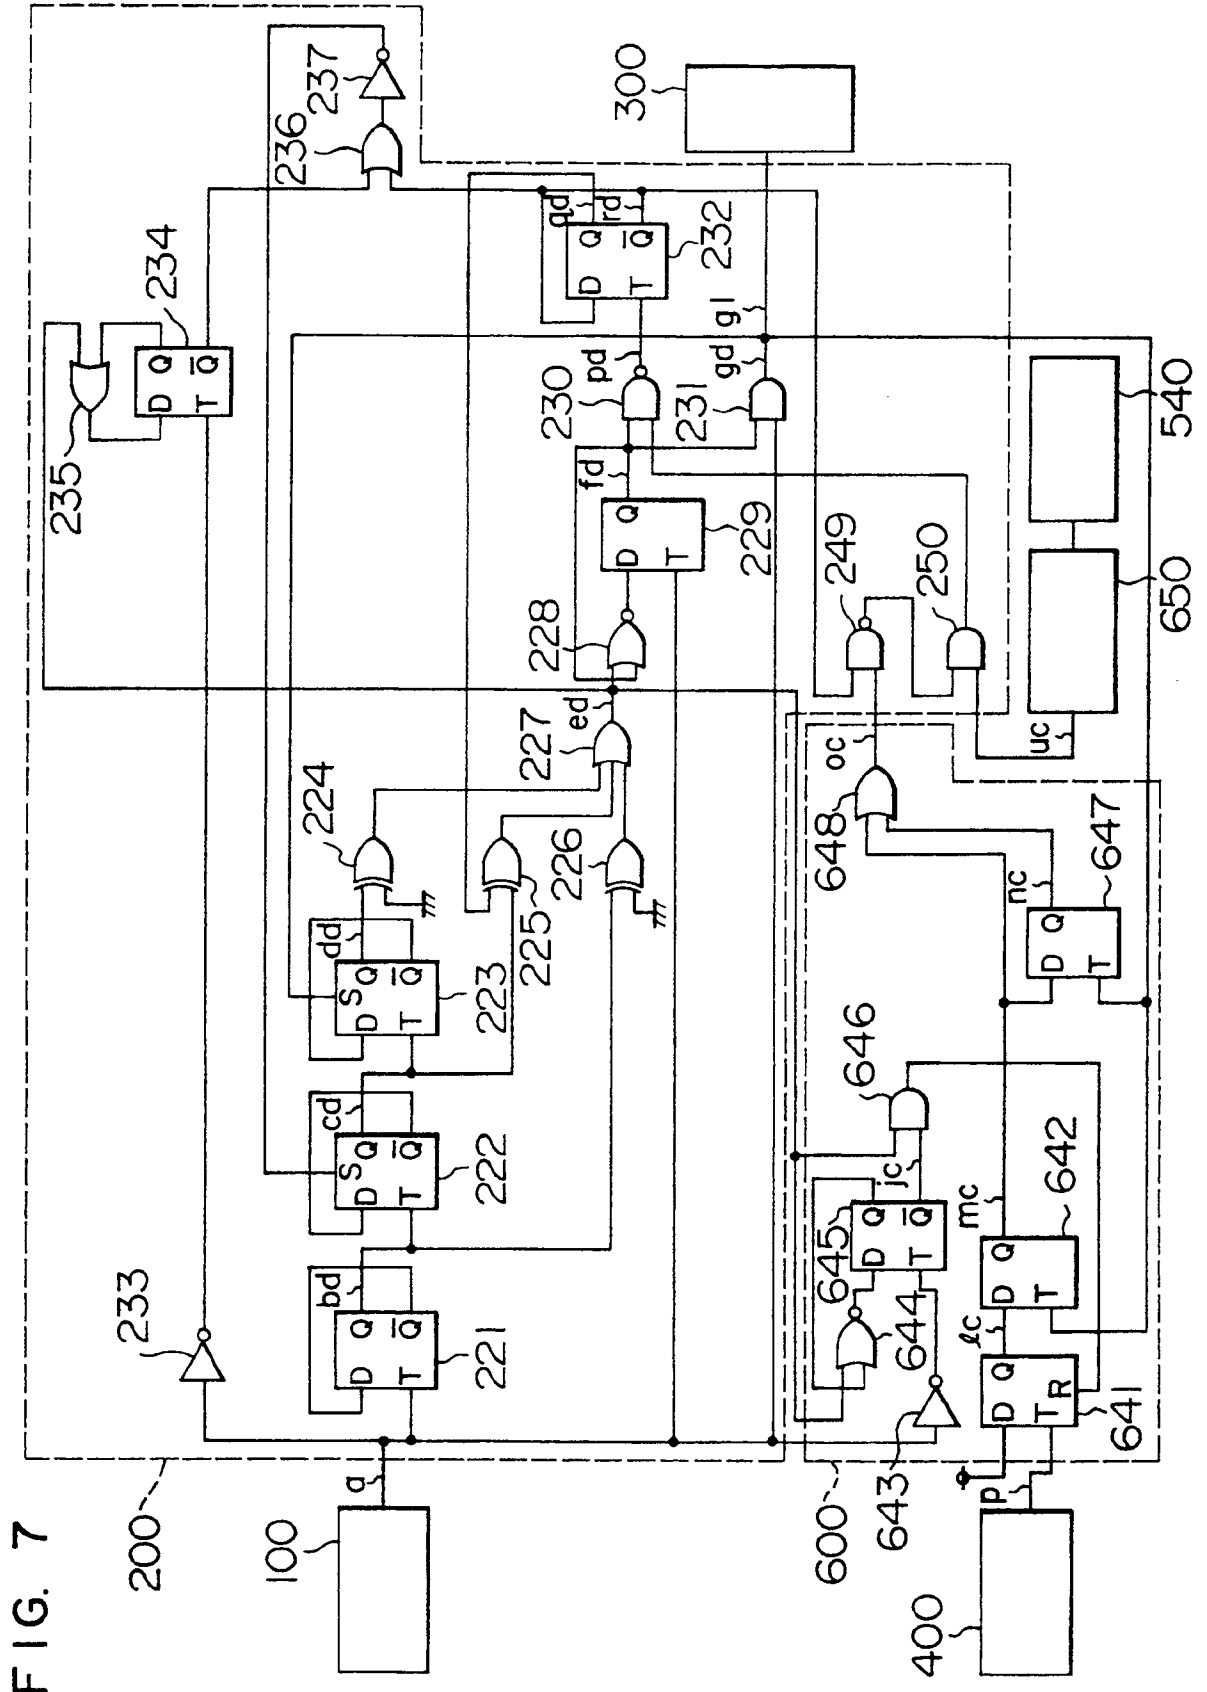 FIG. 7
200
100
a
233
221
D
Q
T
Q̅
bd
222
S
D
Q
T
Q̅
cd
223
S
D
Q
T
Q̅
dd
224
225
226
227
ed
228
229
D
Q
T
fd
230
pd
231
gd
gl
232
D
Q
T
Q̅
qd
rd
234
D
Q
T
Q̅
235
236
237
300
249
250
540
650
uc
600
400
p
643
644
645
D
Q
T
Q̅
jc
646
641
D
Q
T
R
ℓc
642
D
Q
T
mc
647
D
Q
T
nc
648
oc